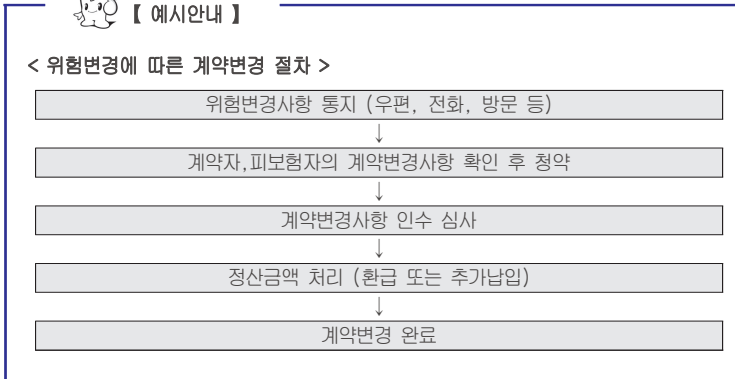 【 예시안내 】
< 위험변경에 따른 계약변경 절차 >
위험변경사항 통지 (우편, 전화, 방문 등)
↓
계약자,피보험자의 계약변경사항 확인 후 청약
↓
계약변경사항 인수 심사
↓
정산금액 처리 (환급 또는 추가납입)
↓
계약변경 완료